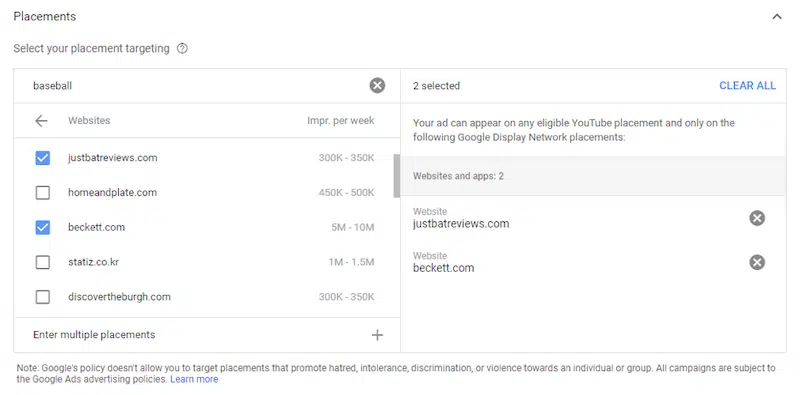 Placements
Select your placement targeting
baseball
Websites Impr. per week
justbatreviews.com 300K - 350K
homeandplate.com 450K - 500K
beckett.com 5M - 10M
statiz.co.kr 1M - 1.5M
discovertheburgh.com 300K - 350K
Enter multiple placements
2 selected CLEAR ALL
Your ad can appear on any eligible YouTube placement and only on the
following Google Display Network placements:
Websites and apps: 2
Website
justbatreviews.com
Website
beckett.com
Note: Google's policy doesn't allow you to target placements that promote hatred, intolerance, discrimination, or violence towards an individual or group. All campaigns are subject to
the Google Ads advertising policies. Learn more